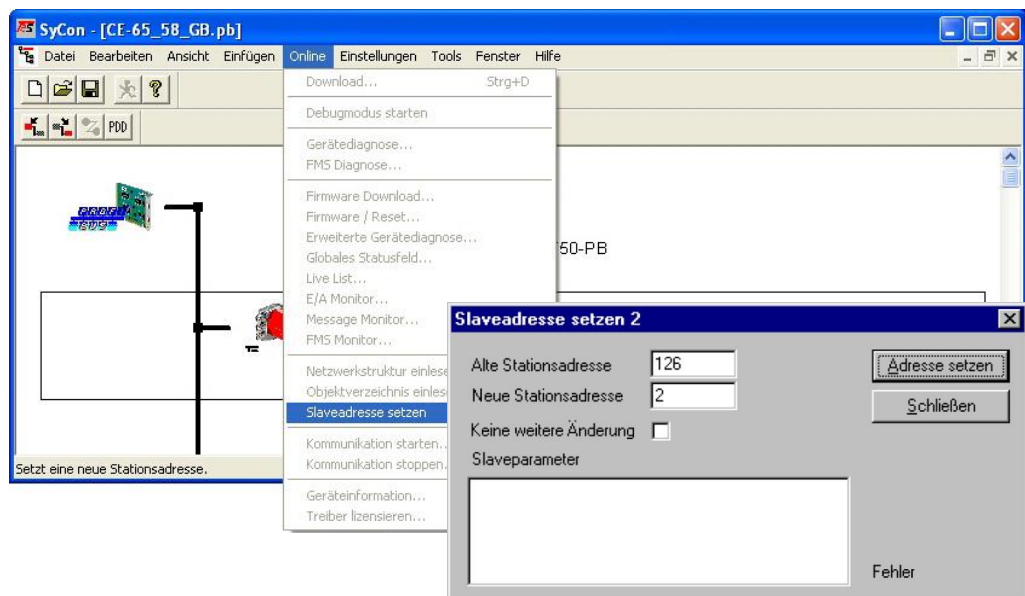 SyCon - [CE-65_58_GB.pb]
Datei Bearbeiten Ansicht Einfügen Online Einstellungen Tools Fenster Hilfe
PDD
Download... Strg+D
Debugmodus starten
Gerätediagnose...
FMS Diagnose...
Firmware Download...
Firmware / Reset...
Erweiterte Gerätediagnose...
Globales Statusfeld...
Live List...
E/A Monitor...
Message Monitor...
FMS Monitor...
Netzwerkstruktur einlese
Objektverzeichnis einles
Slaveadresse setzen
Kommunikation starten..
Kommunikation stoppen.
Geräteinformation...
Treiber lizensieren...
50-PB
Setzt eine neue Stationsadresse.
Slaveadresse setzen 2
Alte Stationsadresse 126
Neue Stationsadresse 2
Keine weitere Änderung
Slaveparameter
Adresse setzen
Schließen
Fehler